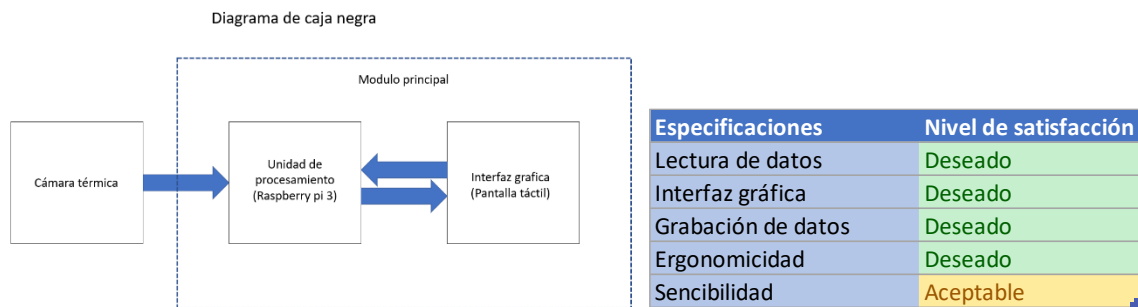 Diagrama de caja negra
Modulo principal
Cámara térmica
Unidad de
procesamiento
(Raspberry pi 3)
Interfaz grafica
(Pantalla táctil)
Especificaciones Nivel de satisfacción
Lectura de datos Deseado
Interfaz gráfica Deseado
Grabación de datos Deseado
Ergonomicidad Deseado
Sencibilidad Aceptable